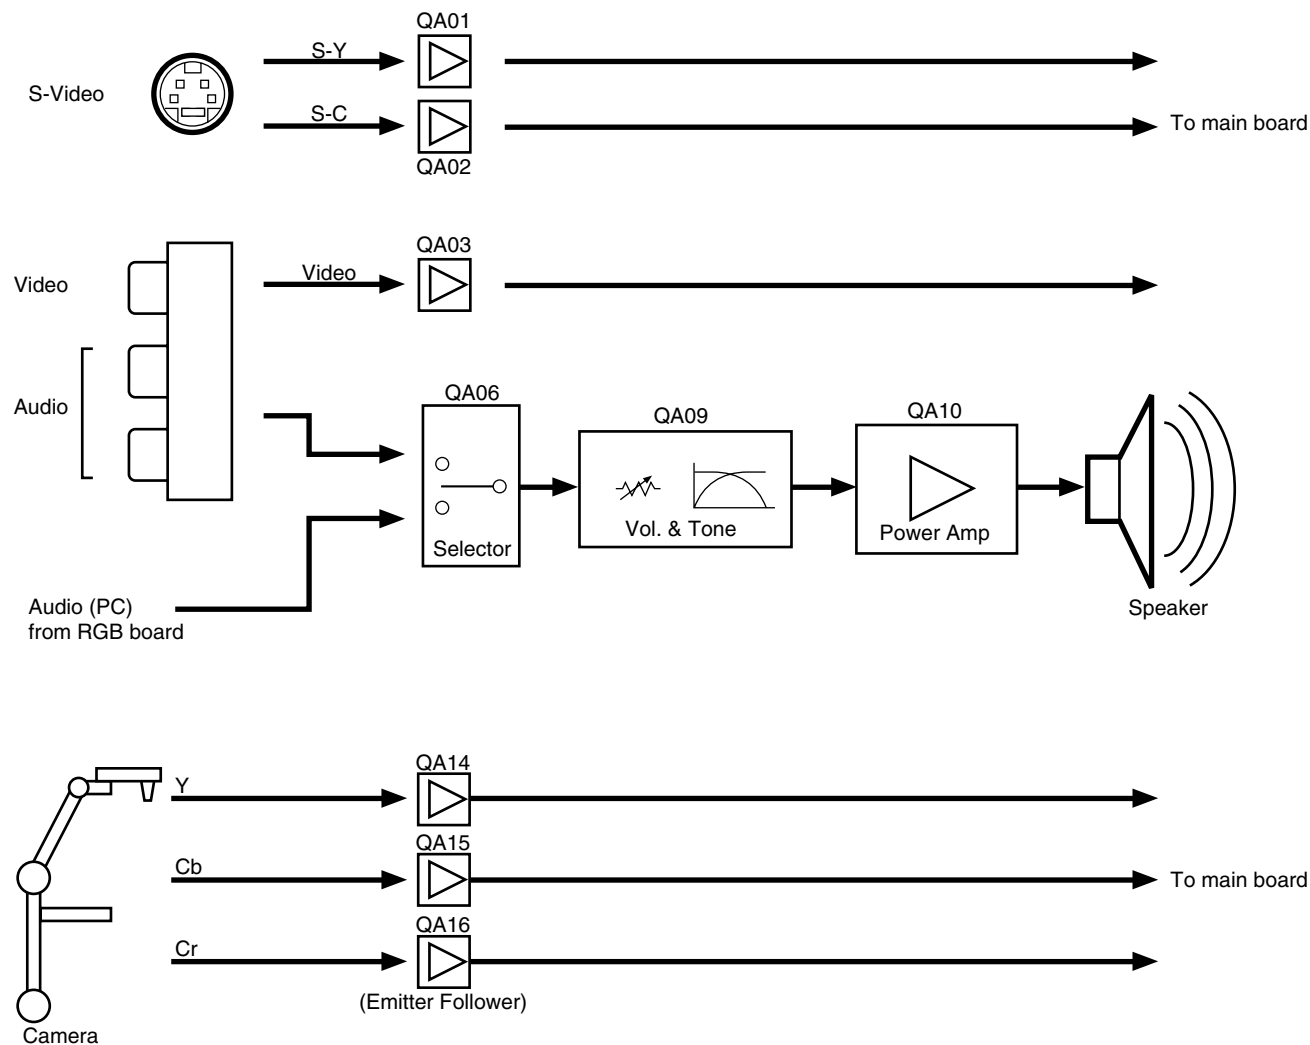 QA01
S-Y
S-Video
S-C
To main board
QA02
QA03
Video
Video
QA06
QA09
QA10
Audio
Selector
Vol. & Tone
Power Amp
Speaker
Audio (PC)
from RGB board
QA14
Y
QA15
Cb
To main board
QA16
Cr
(Emitter Follower)
Camera